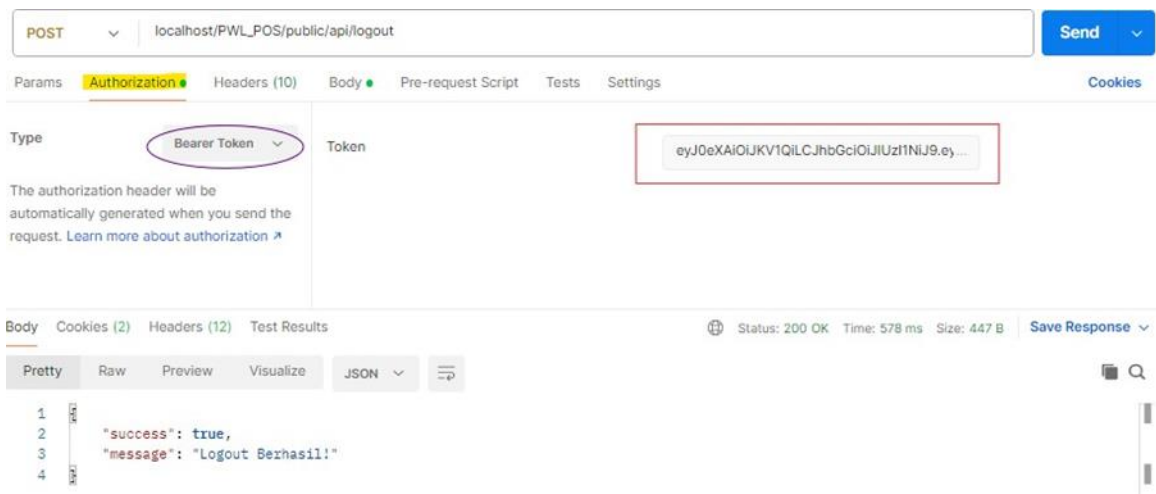 POST localhost/PWL_POS/public/api/logout Send
Params Authorization Headers (10) Body Pre-request Script Tests Settings Cookies
Type Bearer Token Token eyJ0eXAiOiJKV1QiLCJhbGciOiJIUzI1NiJ9.ey....
The authorization header will be
automatically generated when you send the
request. Learn more about authorization ↗
Body Cookies (2) Headers (12) Test Results Status: 200 OK Time: 578 ms Size: 447 B Save Response
Pretty Raw Preview Visualize JSON
1 {
2 "success": true,
3 "message": "Logout Berhasil!"
4 }